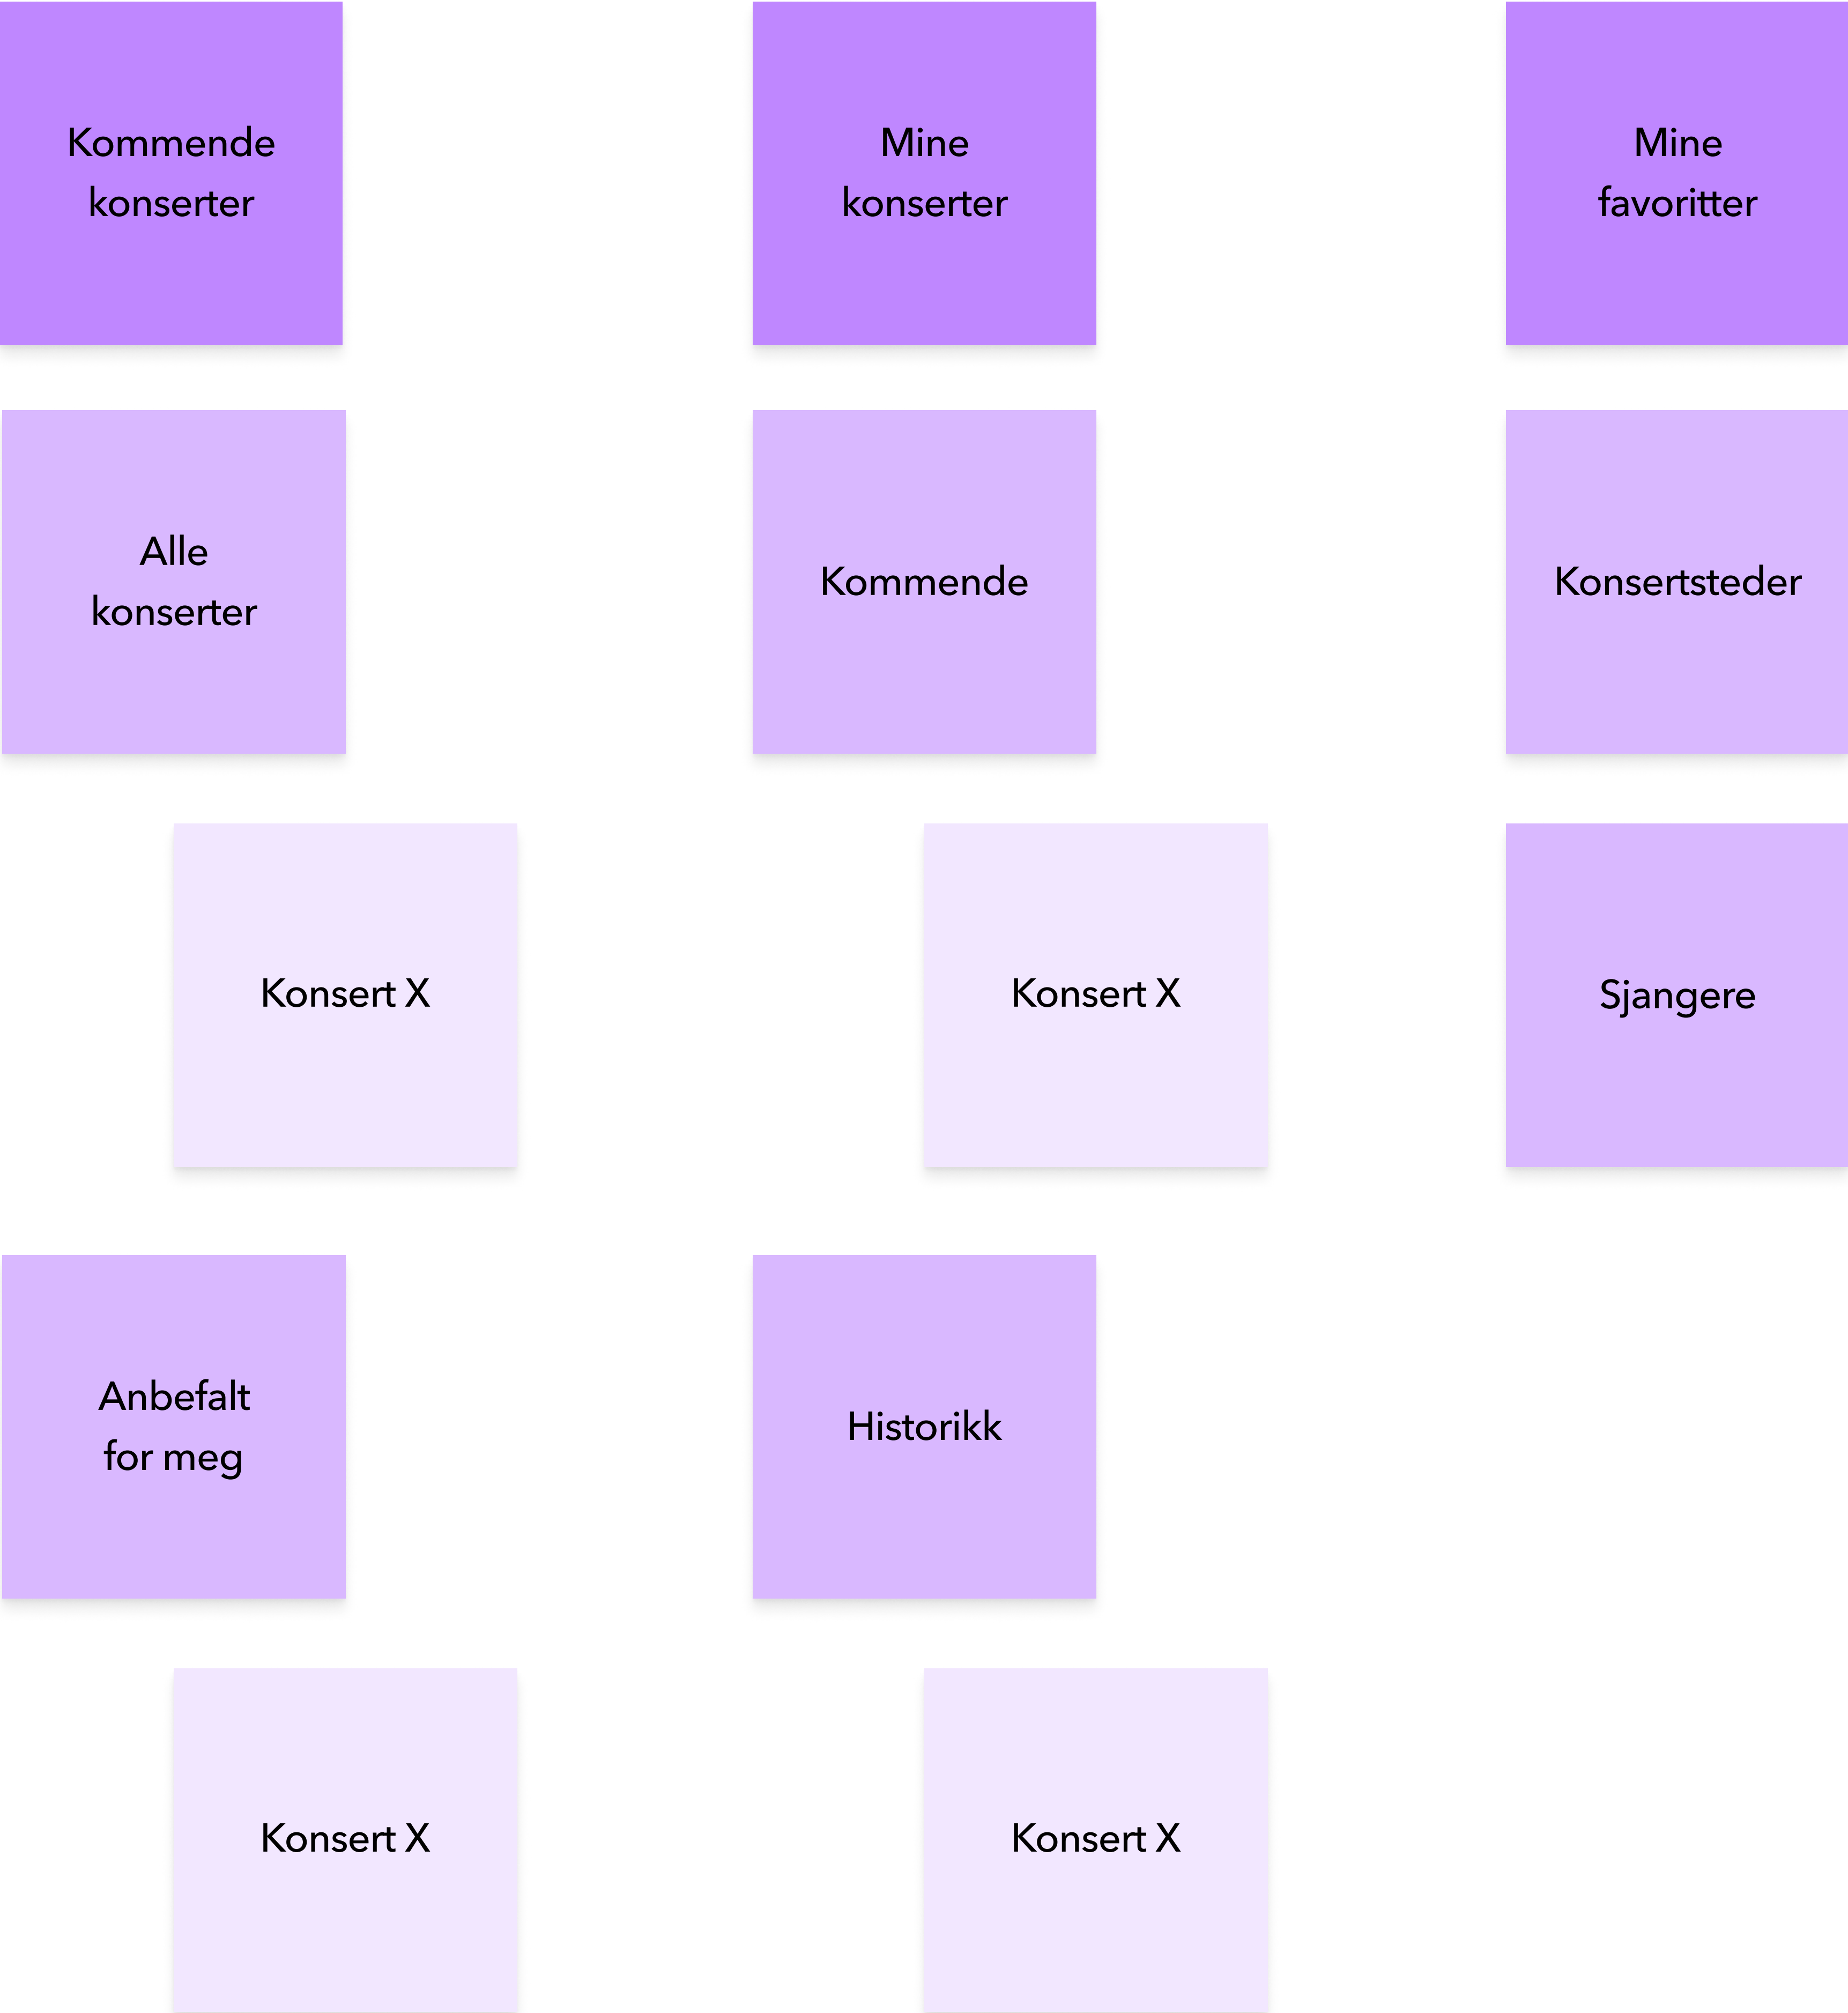 Kommende
konserter
Mine
konserter
Mine
favoritter
Alle
konserter
Kommende
Konsertsteder
Konsert X
Konsert X
Sjangere
Anbefalt
for meg
Historikk
Konsert X
Konsert X